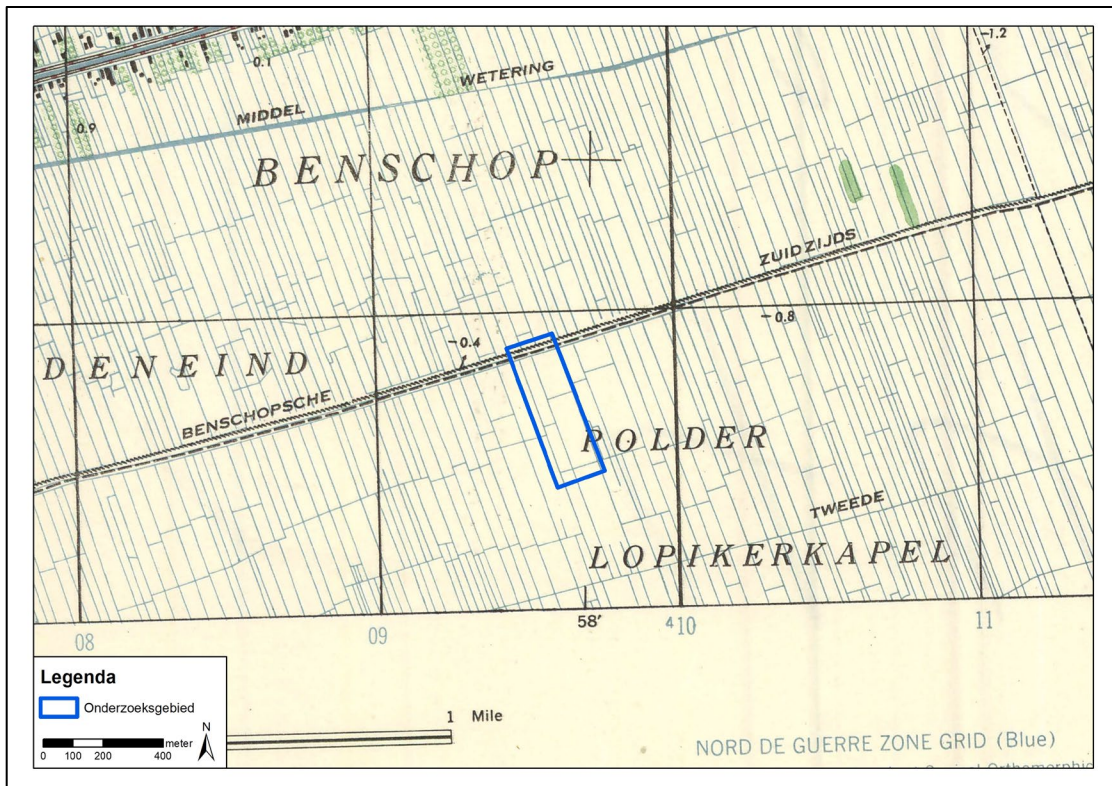 -1.2
0.1
WETERING
MIDDEL
0.9
BENSCHOP
ZUIDZIJDS
-0.8
-0.4
DENEIND
BENSCHOPSCHE
POLDER
TWEEDE
LOPIKERKAPEL
08
09
58'
410
11
Legenda
Onderzoeksgebied
N
meter
0 100 200 400
1 Mile
NORD DE GUERRE ZONE GRID (Blue)